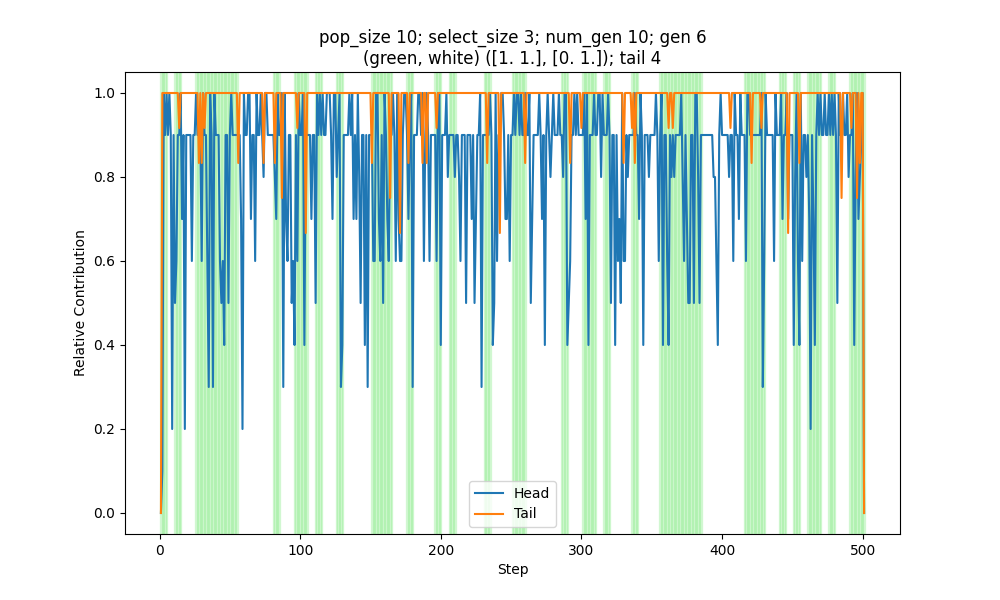 pop_size 10; select_size 3; num_gen 10; gen 6
(green, white) ([1. 1.], [0. 1.]); tail 4
1.0
0.8
0.6
0.4
0.2
0.0
Relative Contribution
Head
Tail
0 100 200 300 400 500
Step